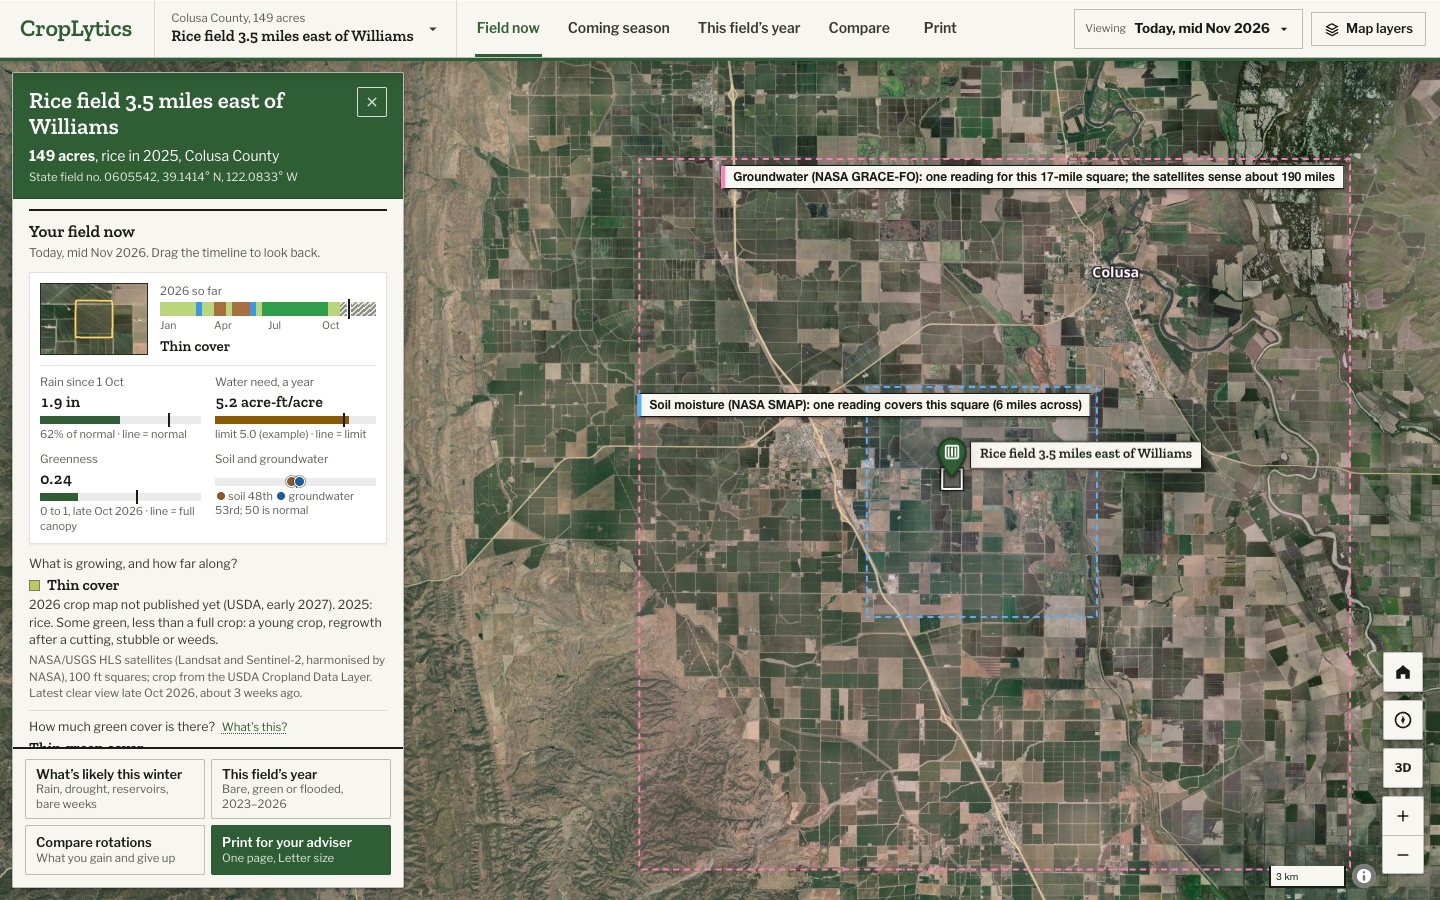 CropLytics
Colusa County, 149 acres
Rice field 3.5 miles east of Williams
Field now
Coming season
This field's year
Compare
Print
Viewing Today, mid Nov 2026
Map layers
Rice field 3.5 miles east of
Williams
149 acres, rice in 2025, Colusa County
State field no. 0605542, 39.1414° N, 122.0833° W
Your field now
Today, mid Nov 2026. Drag the timeline to look back.
2026 so far
Jan Apr Jul Oct
Thin cover
Rain since 1 Oct
1.9 in
62% of normal · line = normal
Water need, a year
5.2 acre-ft/acre
limit 5.0 (example) · line = limit
Greenness
0.24
0 to 1, late Oct 2026 · line = full
canopy
Soil and groundwater
soil 48th groundwater
53rd; 50 is normal
What is growing, and how far along?
Thin cover
2026 crop map not published yet (USDA, early 2027). 2025:
rice. Some green, less than a full crop: a young crop, regrowth
after a cutting, stubble or weeds.
NASA/USGS HLS satellites (Landsat and Sentinel-2, harmonised by
NASA), 100 ft squares; crop from the USDA Cropland Data Layer.
Latest clear view late Oct 2026, about 3 weeks ago.
How much green cover is there? What's this?
Thin green cover
What's likely this winter
Rain, drought, reservoirs,
bare weeks
This field's year
Bare, green or flooded,
2023–2026
Compare rotations
What you gain and give up
Print for your adviser
One page, Letter size
Groundwater (NASA GRACE-FO): one reading for this 17-mile square; the satellites sense about 190 miles
Colusa
Soil moisture (NASA SMAP): one reading covers this square (6 miles across)
Rice field 3.5 miles east of Williams
3D
+
−
3 km